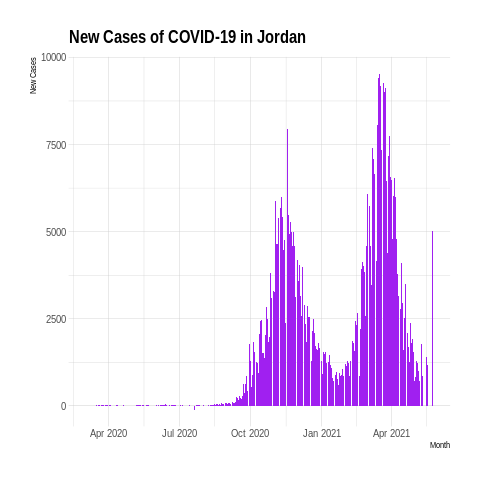 New Cases of COVID-19 in Jordan
New Cases
10000
7500
5000
2500
0
Apr 2020 Jul 2020 Oct 2020 Jan 2021 Apr 2021
Month